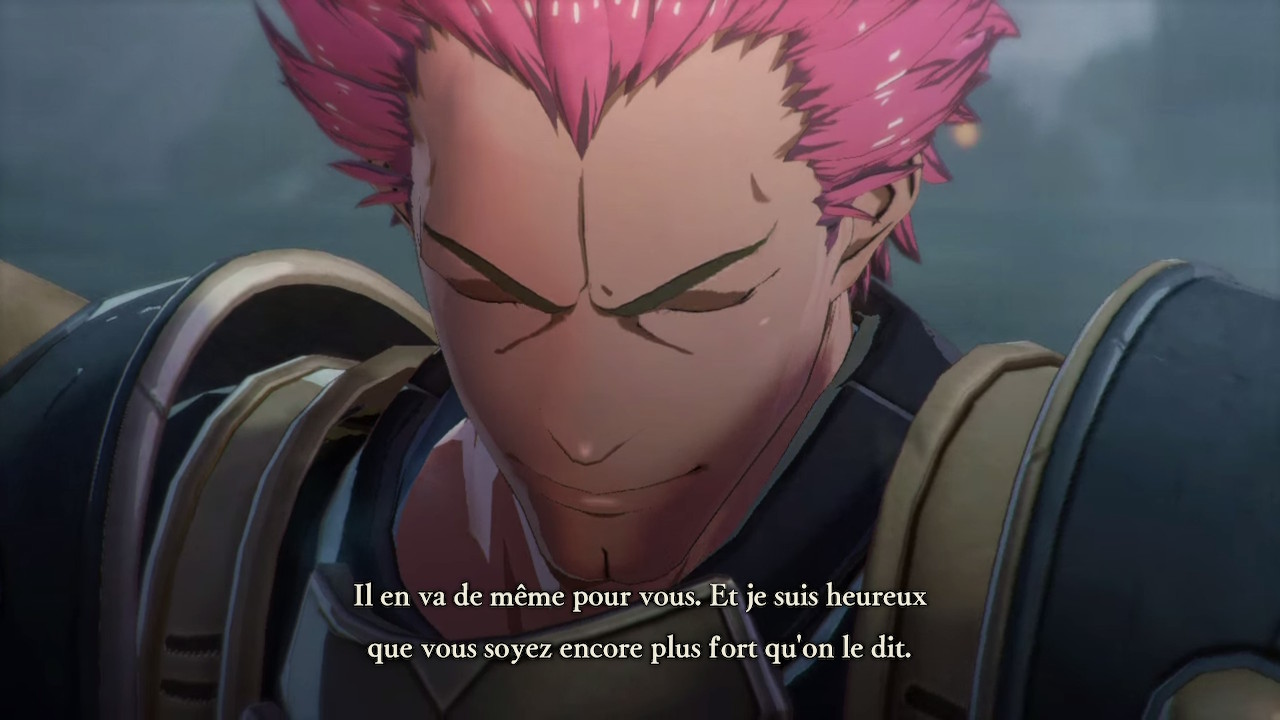 Il en va de même pour vous. Et je suis heureux
que vous soyez encore plus fort qu'on le dit.